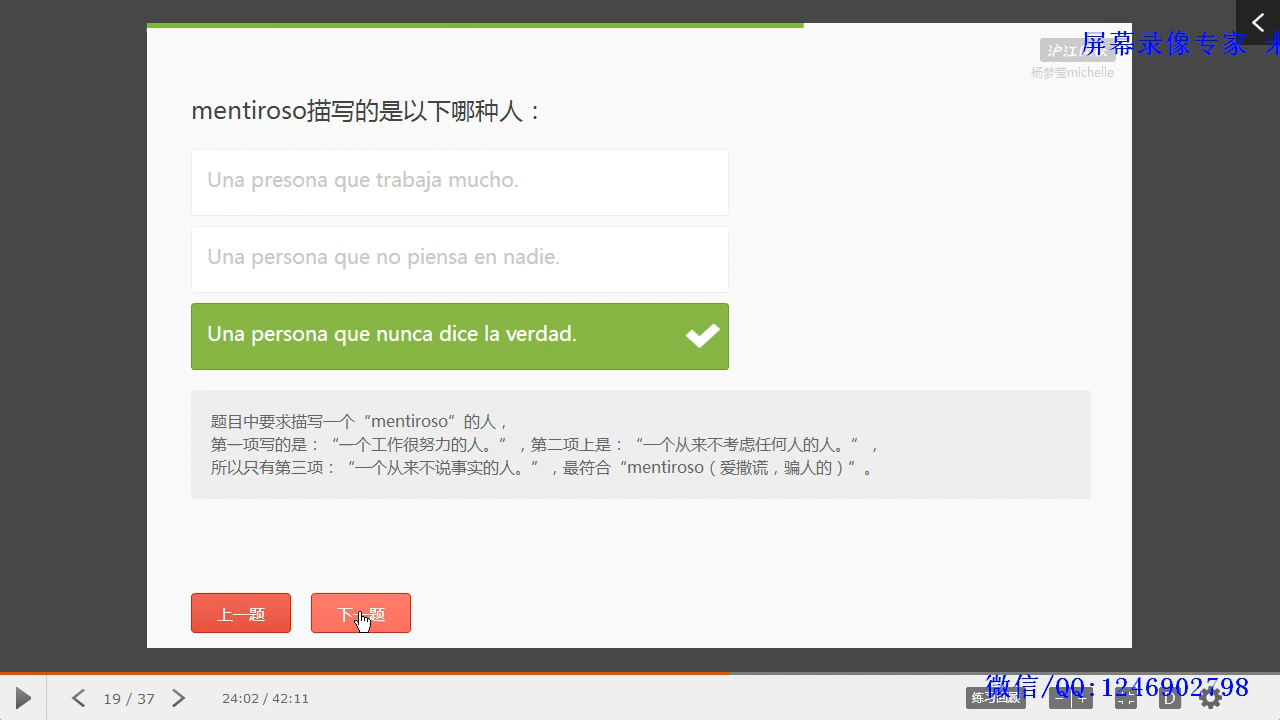 屏幕录像专家 未
沪江
杨梦莹michelle
mentiroso描写的是以下哪种人：
Una presona que trabaja mucho.
Una persona que no piensa en nadie.
Una persona que nunca dice la verdad.
题目中要求描写一个“mentiroso”的人，
第一项写的是：“一个工作很努力的人。”，第二项上是：“一个从来不考虑任何人的人。”，
所以只有第三项：“一个从来不说事实的人。”，最符合“mentiroso（爱撒谎，骗人的）”。
上一题 下一题
19 / 37 24:02 / 42:11
练习回顾
微信/QQ:1246902798
D